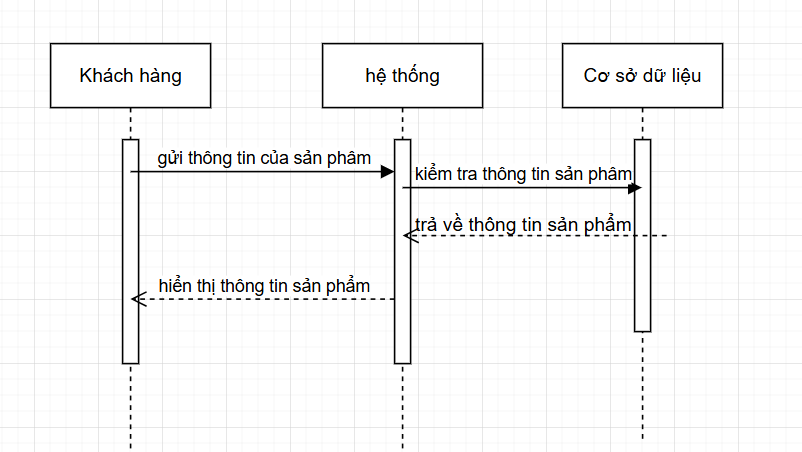 Khách hàng
hệ thống
Cơ sở dữ liệu
gửi thông tin của sản phâm
kiểm tra thông tin sản phâm
trả về thông tin sản phẩm
hiển thị thông tin sản phẩm